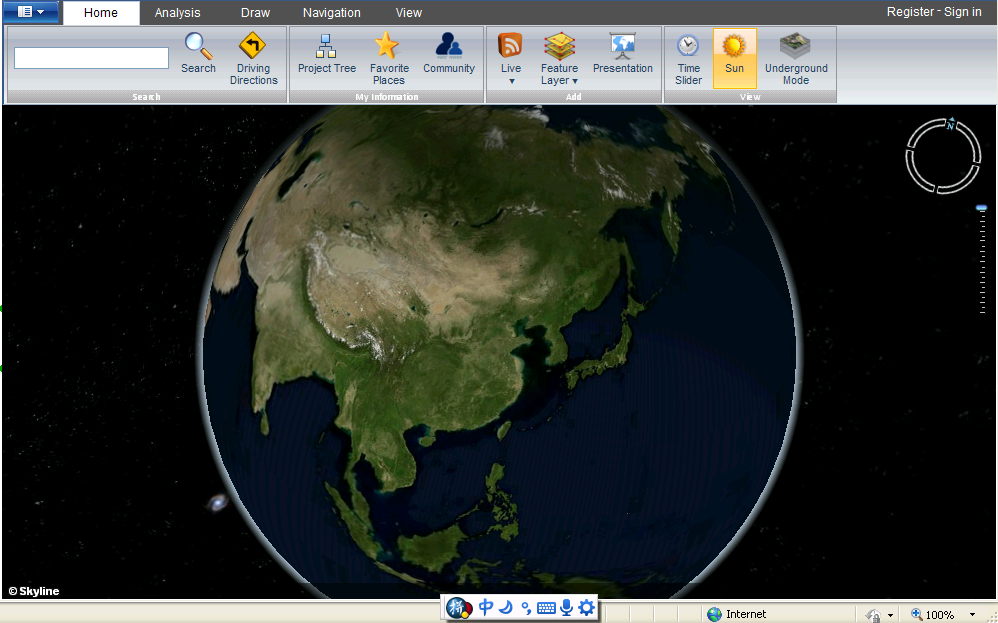 Home Analysis Draw Navigation View Register - Sign in
Search
Driving
Directions
Project Tree
Favorite
Places
Community
Live
Feature
Layer
Presentation
Time
Slider
Sun
Underground
Mode
Search My Information Add View
N
© Skyline
拼 中
Internet 100%